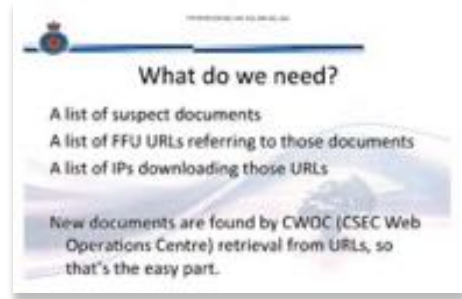 What do we need?
A list of suspect documents
A list of FFU URLs referring to those documents
A list of IPs downloading those URLs
New documents are found by CWOC (CSEC Web
Operations Centre) retrieval from URLs, so
that's the easy part.